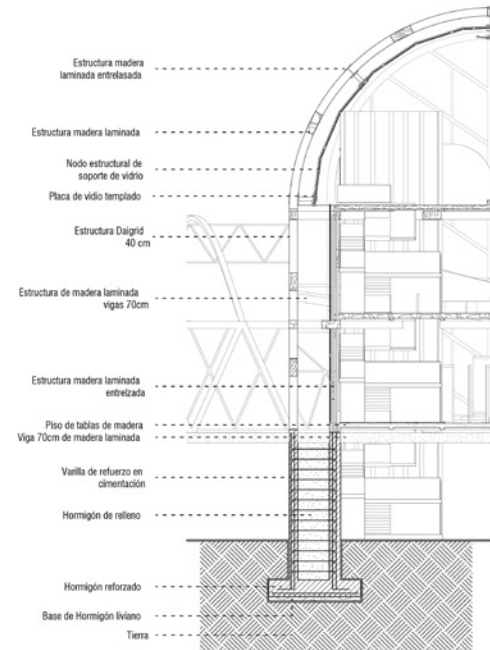 Estructura madera
laminada entrelasada
Estructura madera laminada
Nodo estructural de
soporte de vidrio
Placa de vidio templado
Estructura Daigrid
40 cm
Estructura de madera laminada
vigas 70cm
Estructura madera laminada
entrelzada
Piso de tablas de madera
Viga 70cm de madera laminada
Varilla de refuerzo en
cimentación
Hormigón de relleno
Hormigón reforzado
Base de Hormigón liviano
Tierra